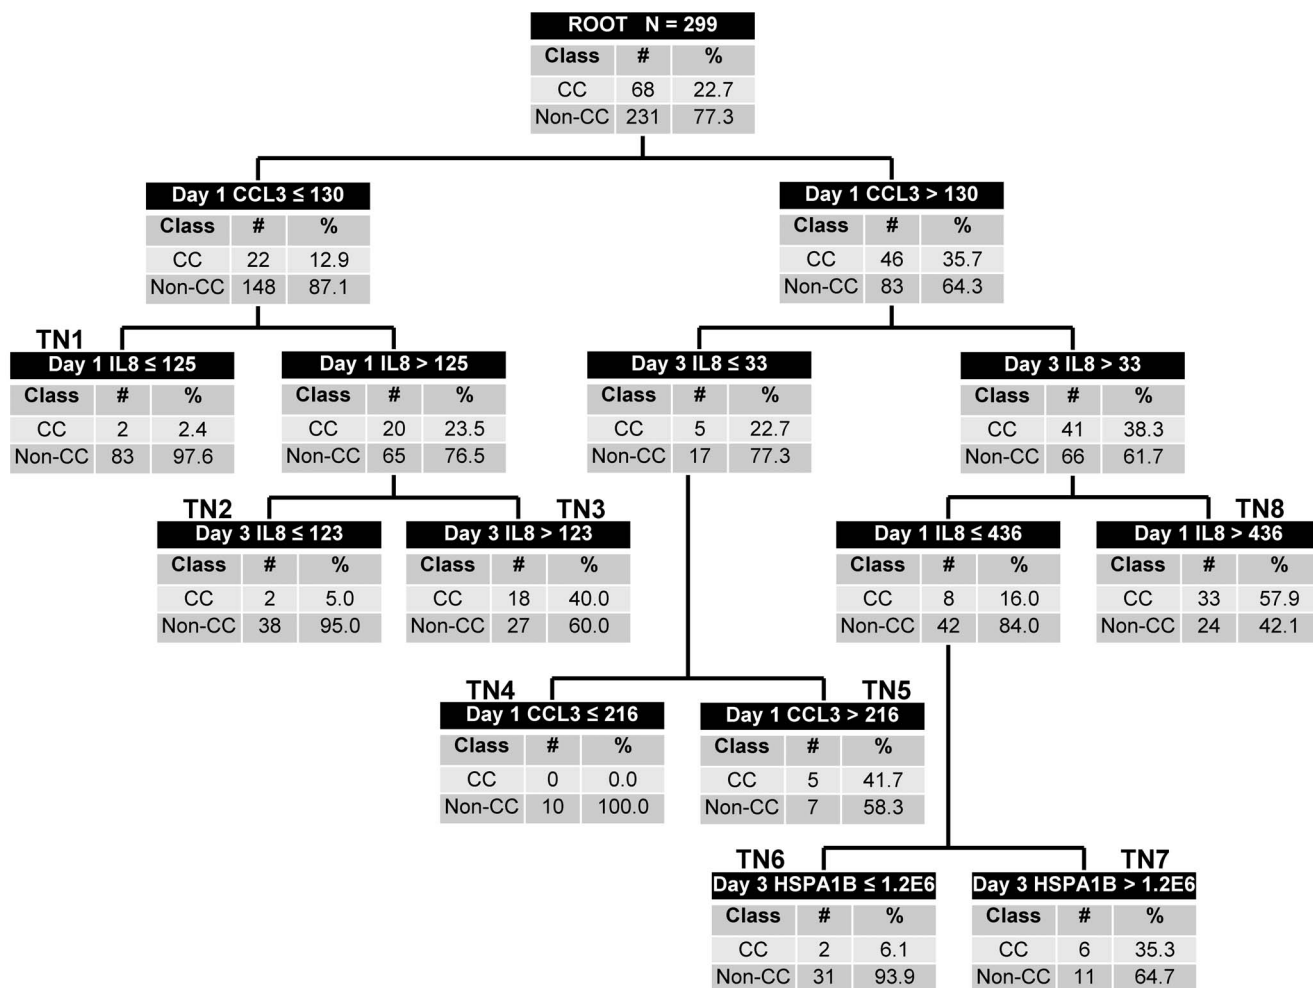 ROOT N = 299
Class # %
CC 68 22.7
Non-CC 231 77.3
Day 1 CCL3 ≤ 130
Class # %
CC 22 12.9
Non-CC 148 87.1
Day 1 CCL3 > 130
Class # %
CC 46 35.7
Non-CC 83 64.3
TN1
Day 1 IL8 ≤ 125
Class # %
CC 2 2.4
Non-CC 83 97.6
Day 1 IL8 > 125
Class # %
CC 20 23.5
Non-CC 65 76.5
Day 3 IL8 ≤ 33
Class # %
CC 5 22.7
Non-CC 17 77.3
Day 3 IL8 > 33
Class # %
CC 41 38.3
Non-CC 66 61.7
TN2
Day 3 IL8 ≤ 123
Class # %
CC 2 5.0
Non-CC 38 95.0
TN3
Day 3 IL8 > 123
Class # %
CC 18 40.0
Non-CC 27 60.0
Day 1 IL8 ≤ 436
Class # %
CC 8 16.0
Non-CC 42 84.0
TN8
Day 1 IL8 > 436
Class # %
CC 33 57.9
Non-CC 24 42.1
TN4
Day 1 CCL3 ≤ 216
Class # %
CC 0 0.0
Non-CC 10 100.0
TN5
Day 1 CCL3 > 216
Class # %
CC 5 41.7
Non-CC 7 58.3
TN6
Day 3 HSPA1B ≤ 1.2E6
Class # %
CC 2 6.1
Non-CC 31 93.9
TN7
Day 3 HSPA1B > 1.2E6
Class # %
CC 6 35.3
Non-CC 11 64.7